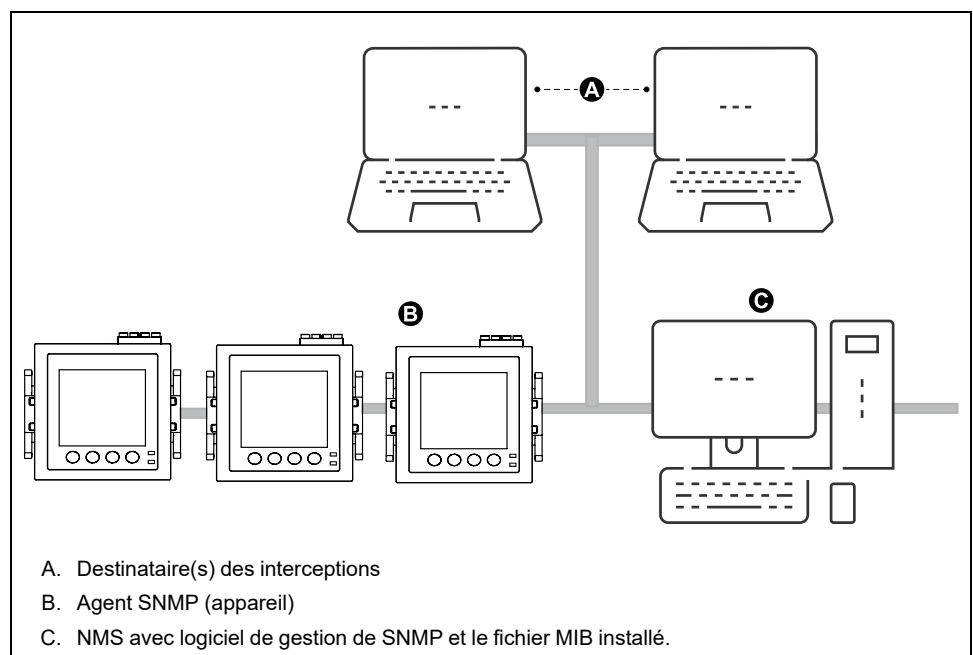 A
B
C
A. Destinataire(s) des interceptions
B. Agent SNMP (appareil)
C. NMS avec logiciel de gestion de SNMP et le fichier MIB installé.